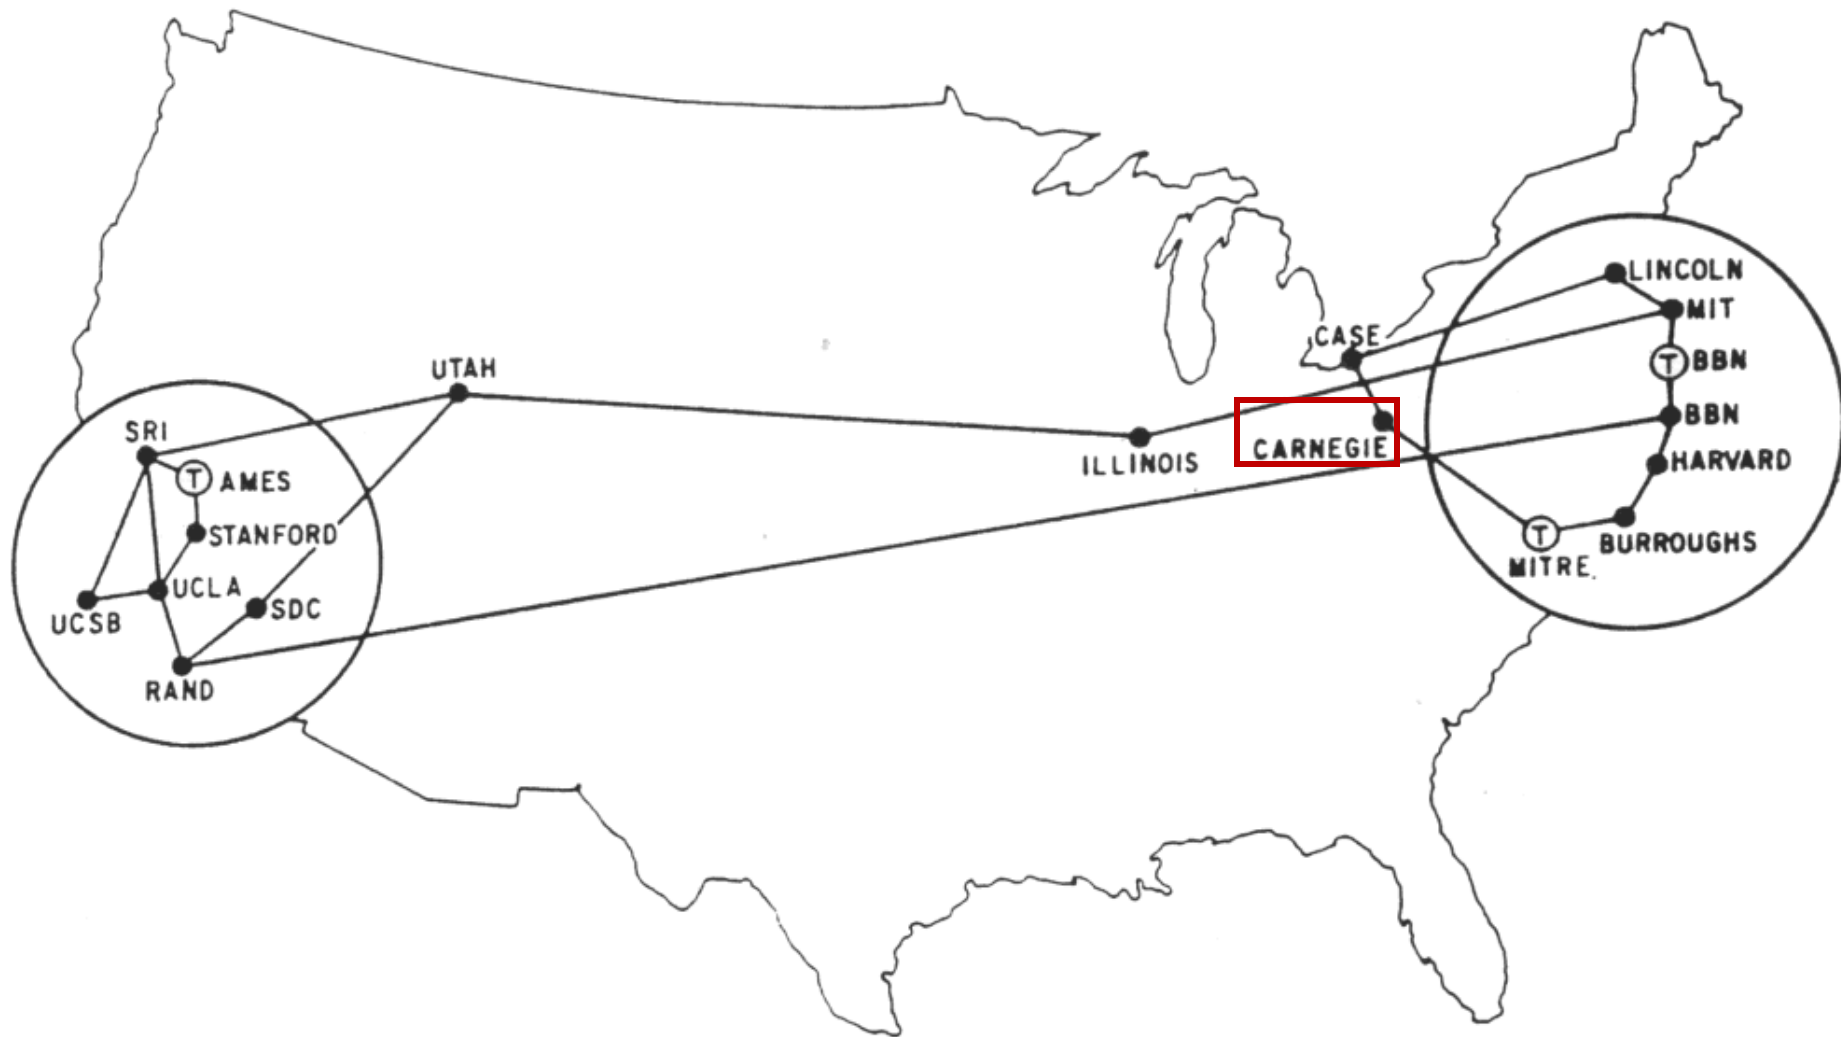 LINCOLN
MIT
CASE
T BBN
UTAH
BBN
SRI
CARNEGIE
ILLINOIS
HARVARD
T AMES
STANFORD
T
BURROUGHS
MITRE.
UCLA
SDC
UCSB
RAND